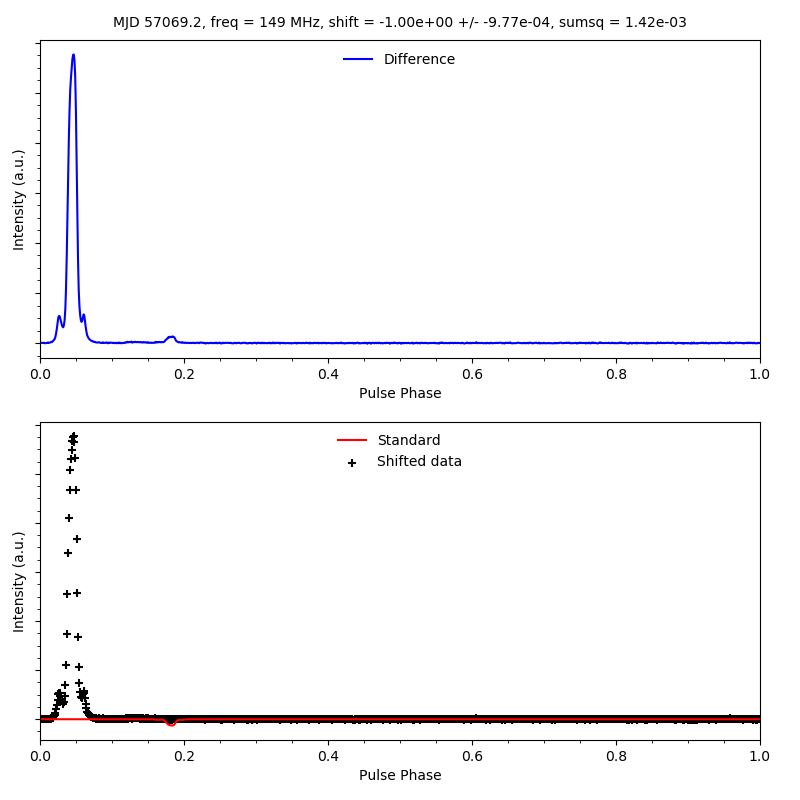 MJD 57069.2, freq = 149 MHz, shift = -1.00e+00 +/- -9.77e-04, sumsq = 1.42e-03
Difference
Intensity (a.u.)
0.0 0.2 0.4 0.6 0.8 1.0
Pulse Phase
Standard
Shifted data
Intensity (a.u.)
0.0 0.2 0.4 0.6 0.8 1.0
Pulse Phase